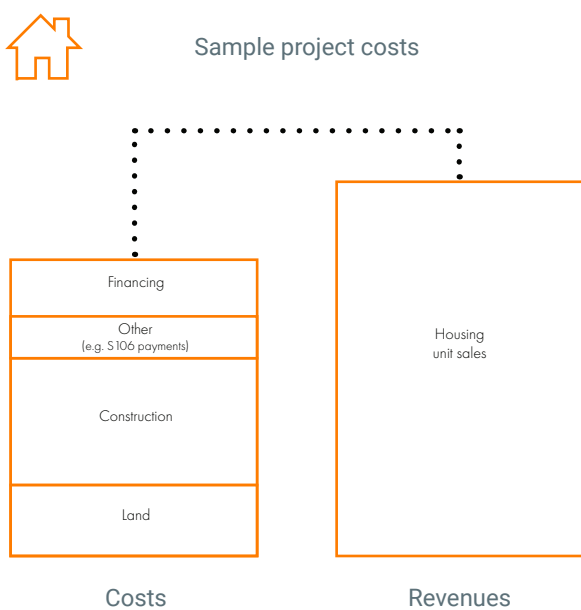 Sample project costs
Financing
Other
(e.g. S106 payments)
Construction
Land
Housing
unit sales
Costs
Revenues